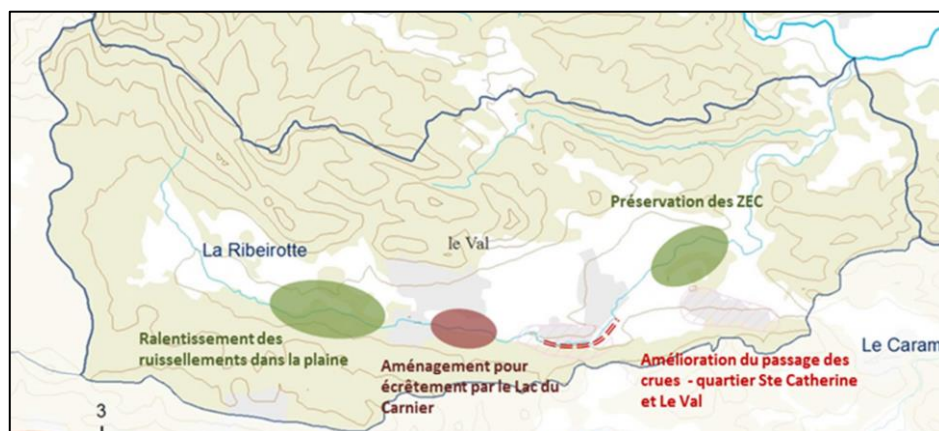 Préservation des ZEC
le Val
La Ribeirotte
Ralentissement des
ruissellements dans la plaine
Aménagement pour
écrêtement par le Lac du
Carnier
Amélioration du passage des
crues - quartier Ste Catherine
et Le Val
Le Caram
3